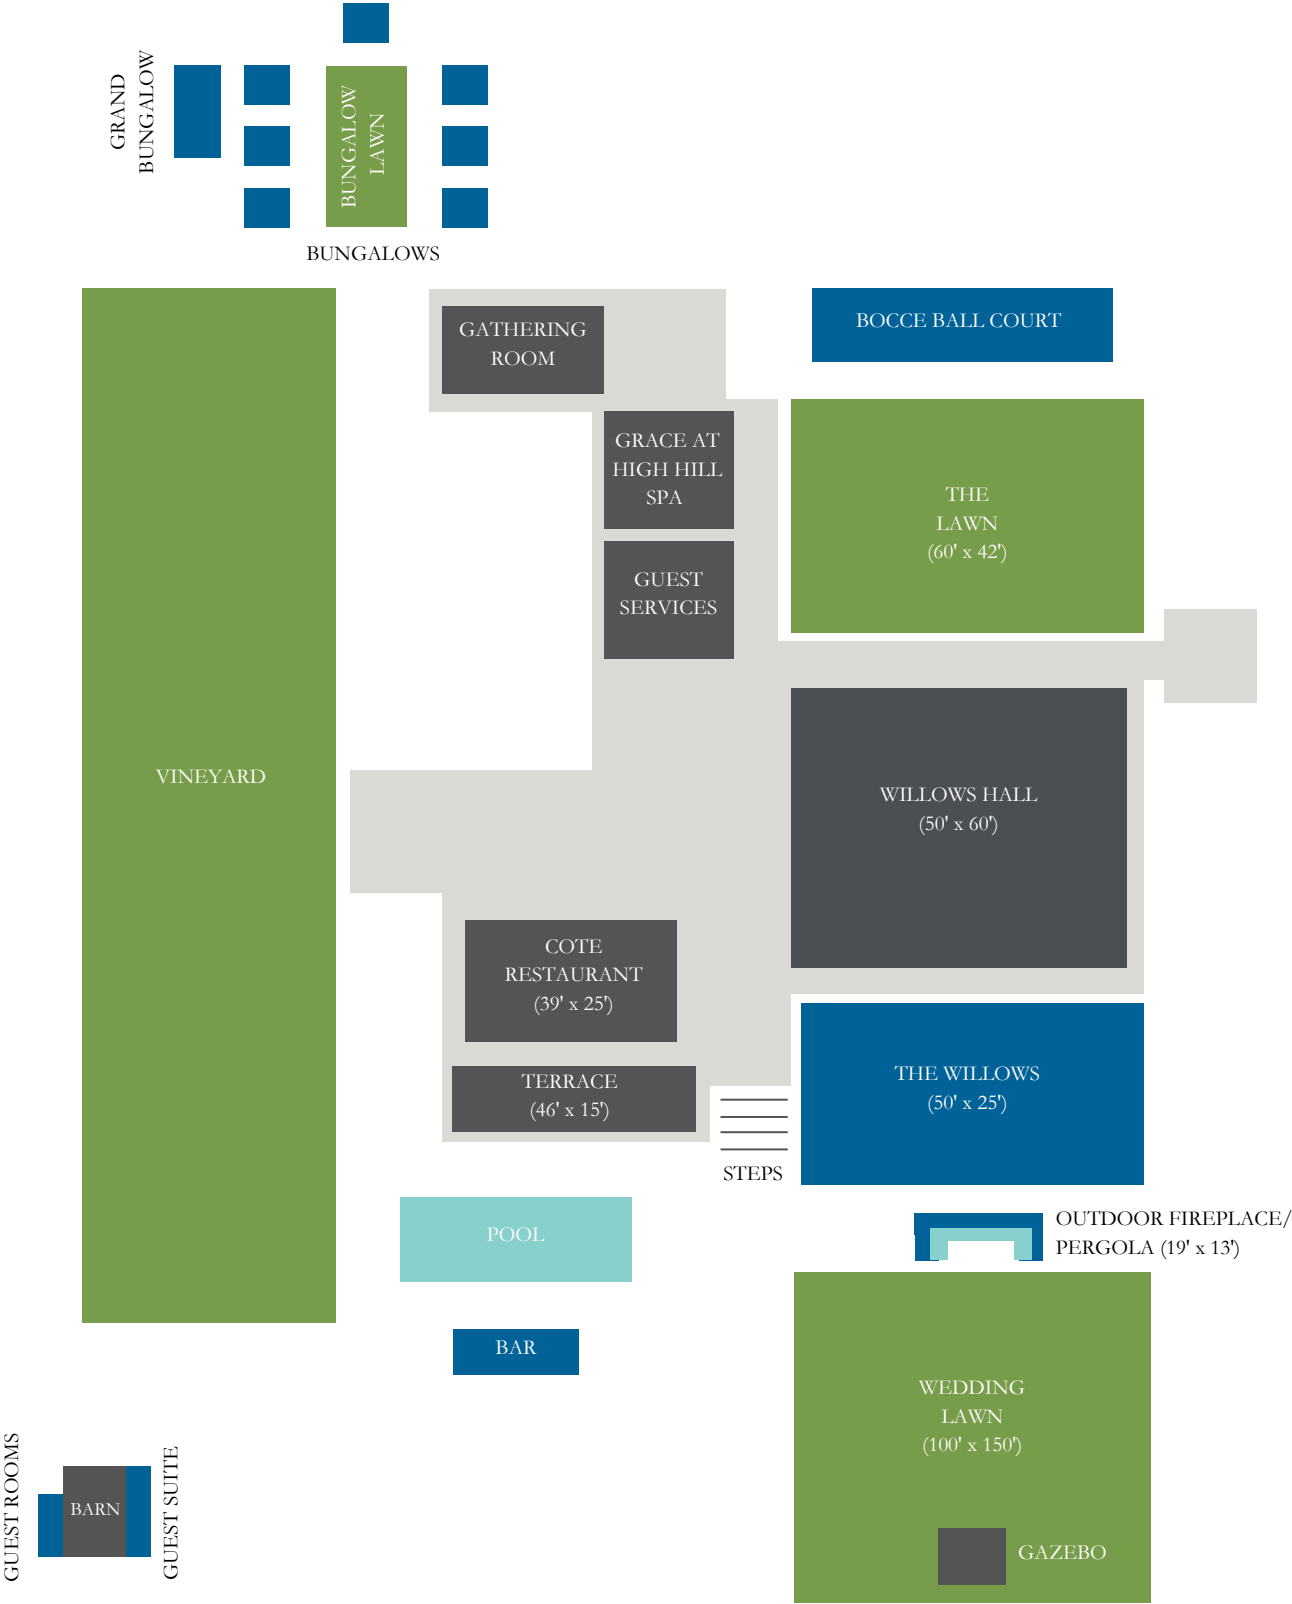 GRAND
BUNGALOW
BUNGALOW
LAWN
BUNGALOWS
GATHERING
ROOM
BOCCE BALL COURT
GRACE AT
HIGH HILL
SPA
THE
LAWN
(60' x 42')
GUEST
SERVICES
VINEYARD
WILLOWS HALL
(50' x 60')
COTE
RESTAURANT
(39' x 25')
TERRACE
(46' x 15')
THE WILLOWS
(50' x 25')
STEPS
POOL
OUTDOOR FIREPLACE/
PERGOLA (19' x 13')
BAR
WEDDING
LAWN
(100' x 150')
GUEST ROOMS
BARN
GUEST SUITE
GAZEBO